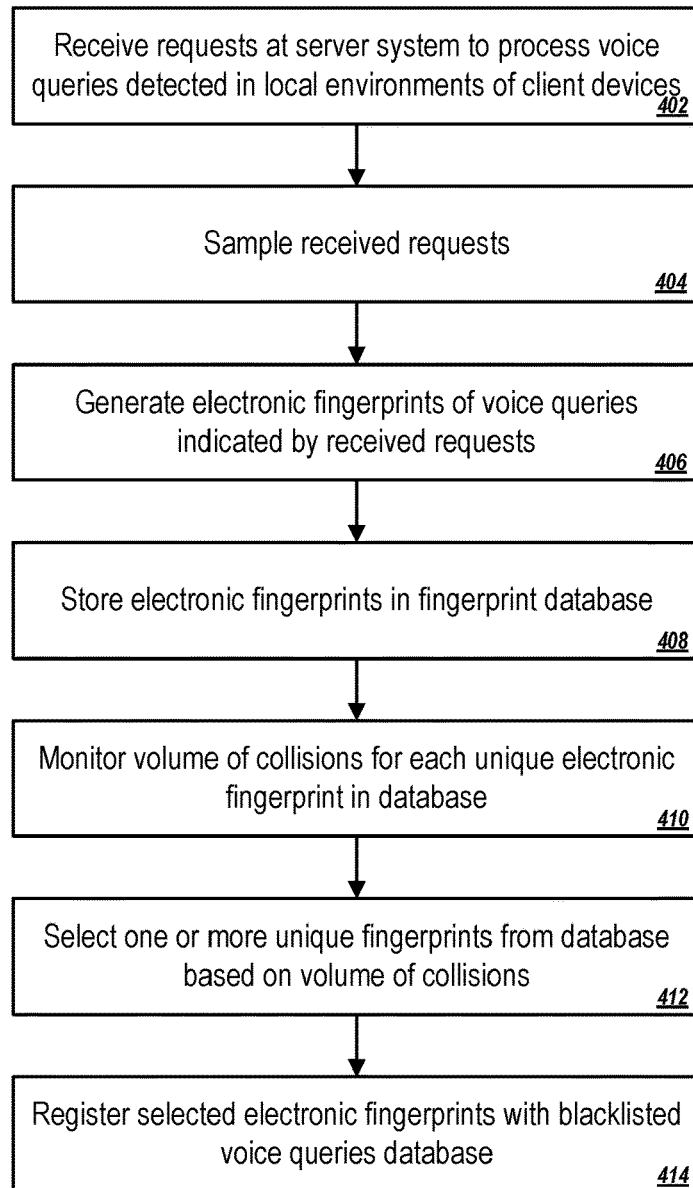 Receive requests at server system to process voice
queries detected in local environments of client devices
402
Sample received requests
404
Generate electronic fingerprints of voice queries
indicated by received requests
406
Store electronic fingerprints in fingerprint database
408
Monitor volume of collisions for each unique electronic
fingerprint in database
410
Select one or more unique fingerprints from database
based on volume of collisions
412
Register selected electronic fingerprints with blacklisted
voice queries database
414